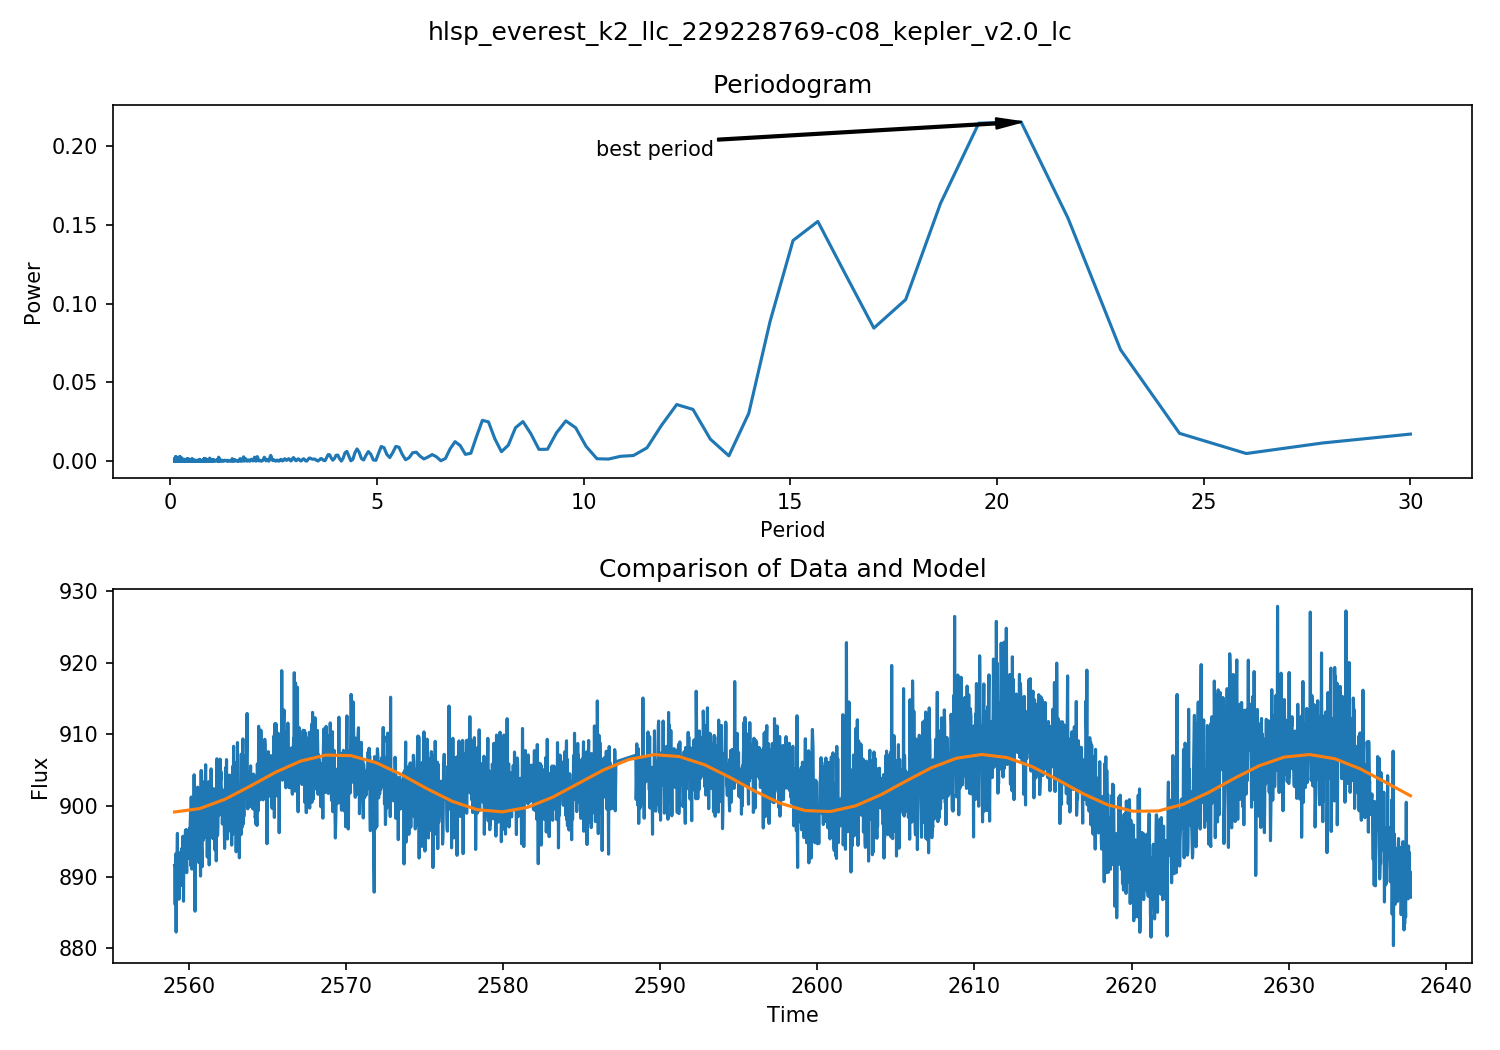 hlsp_everest_k2_llc_229228769-c08_kepler_v2.0_lc
Periodogram
best period
Power
0.20
0.15
0.10
0.05
0.00
0 5 10 15 20 25 30
Period
Comparison of Data and Model
Flux
930
920
910
900
890
880
2560 2570 2580 2590 2600 2610 2620 2630 2640
Time